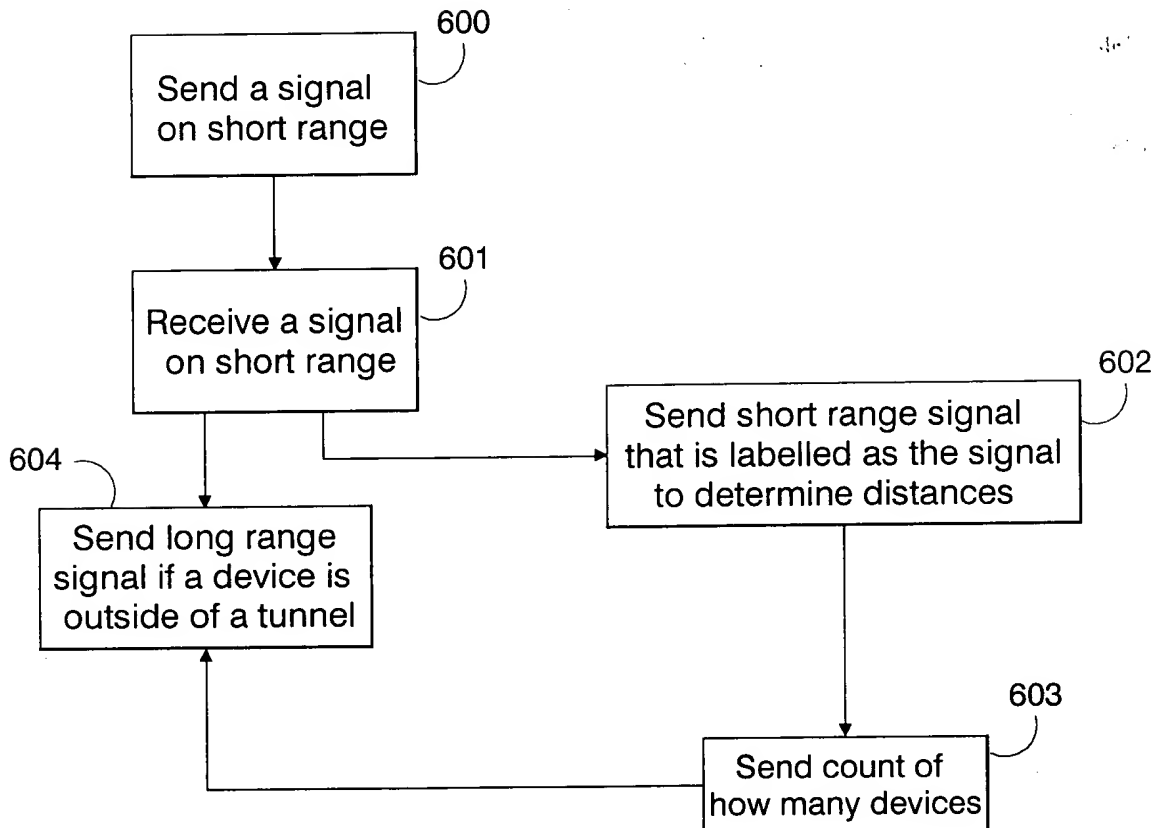 600
Send a signal
on short range
601
Receive a signal
on short range
602
Send short range signal
that is labelled as the signal
to determine distances
604
Send long range
signal if a device is
outside of a tunnel
603
Send count of
how many devices